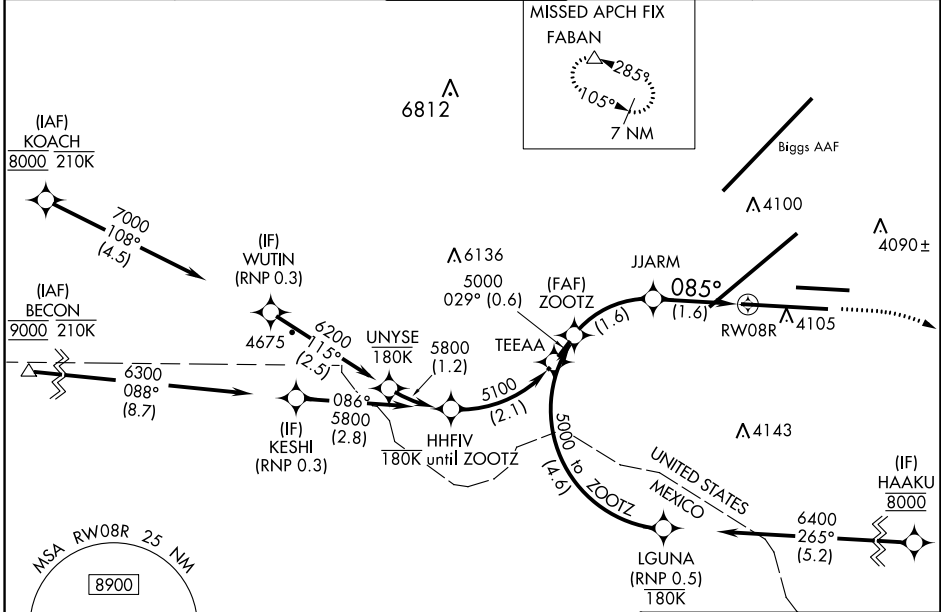 MISSED APCH FIX
FABAN
285°
105°
7 NM
6812
(IAF)
KOACH
8000 210K
7000
108°
(4.5)
Biggs AAF
4100
4090±
(IF)
WUTIN
(RNP 0.3)
6136
5000
029° (0.6)
(FAF)
ZOOTZ
JJARM
085°
(1.6)
(1.6)
RW08R
4105
(IAF)
BECON
9000 210K
4675
6200
115°
(2.5)
UNYSE
180K
5800
(1.2)
TEEAA
6300
088°
(8.7)
086°
5800
(2.8)
5100
(2.1)
(IF)
KESHI
(RNP 0.3)
HHFIV
180K until ZOOTZ
5000 to ZOOTZ
(4.6)
4143
UNITED STATES
MEXICO
(IF)
HAAKU
8000
6400
265°
(5.2)
LGUNA
(RNP 0.5)
180K
MSA RW08R 25 NM
8900